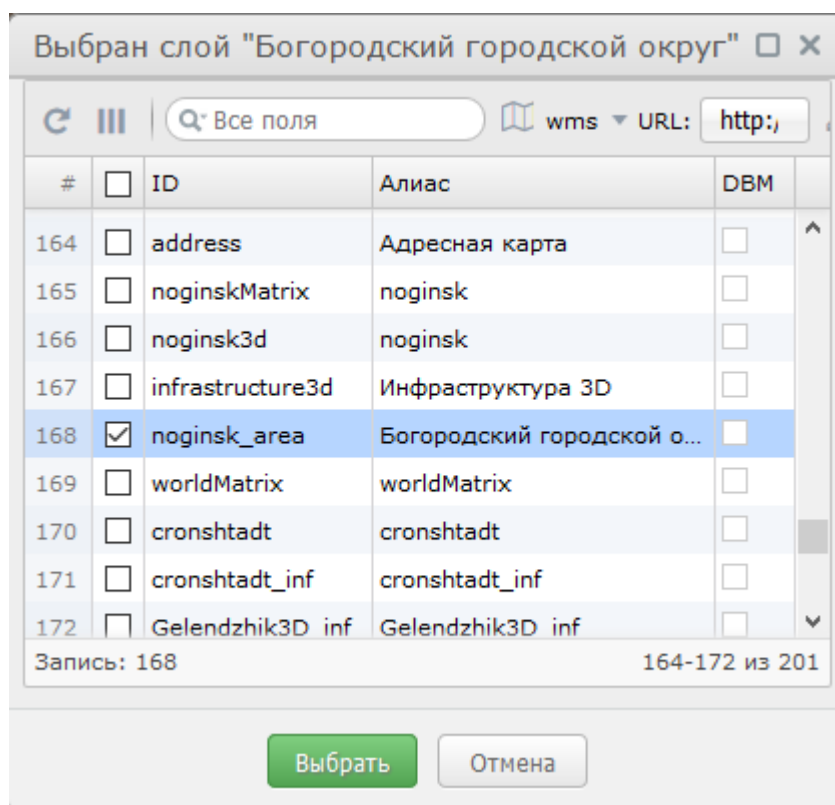 Выбран слой "Богородский городской округ"
Все поля wms URL: http:/
# ID Алиас DBM
164 address Адресная карта
165 noginskMatrix noginsk
166 noginsk3d noginsk
167 infrastructure3d Инфраструктура 3D
168 noginsk_area Богородский городской о...
169 worldMatrix worldMatrix
170 cronshtadt cronshtadt
171 cronshtadt_inf cronshtadt_inf
172 Gelendzhik3D_inf Gelendzhik3D_inf
Запись: 168 164-172 из 201
Выбрать Отмена